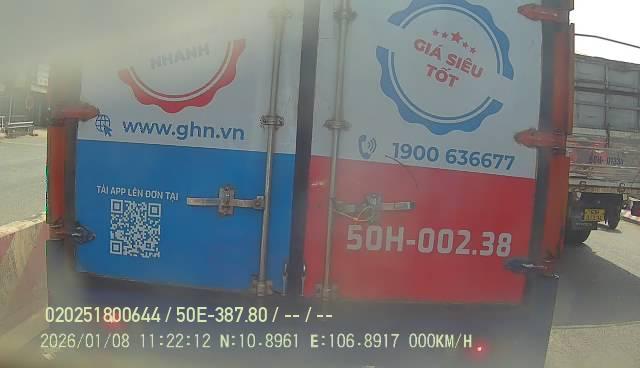 NHANH
GIÁ SIÊU
TỐT
www.ghn.vn
1900 636677
TẢI APP LÊN ĐƠN TẠI
50H-002.38
020251800644 / 50E-387.80 / -- / --
2026/01/08 11:22:12 N:10.8961 E:106.8917 000KM/H